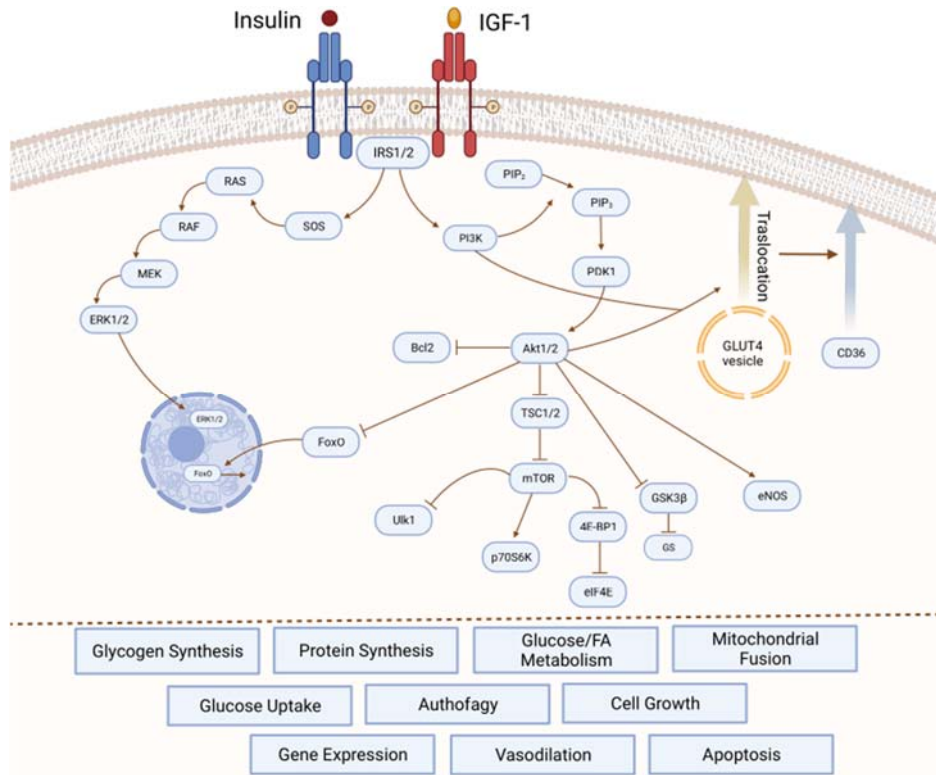 Insulin
IGF-1
P
P
P
P
IRS1/2
RAS
SOS
RAF
MEK
ERK1/2
PIP₂
PIP₃
PI3K
PDK1
Traslocation
GLUT4
vesicle
CD36
Bcl2
Akt1/2
TSC1/2
FoxO
ERK1/2
FoxO
mTOR
Ulk1
p70S6K
4E-BP1
eIF4E
GSK3β
GS
eNOS
Glycogen Synthesis
Protein Synthesis
Glucose/FA
Metabolism
Mitochondrial
Fusion
Glucose Uptake
Authofagy
Cell Growth
Gene Expression
Vasodilation
Apoptosis